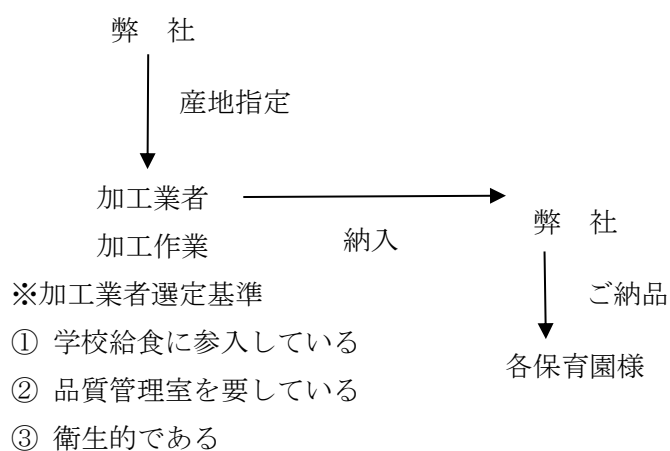 弊　社
産地指定
加工業者
加工作業
納入
弊　社
ご納品
各保育園様
※加工業者選定基準
① 学校給食に参入している
② 品質管理室を要している
③ 衛生的である